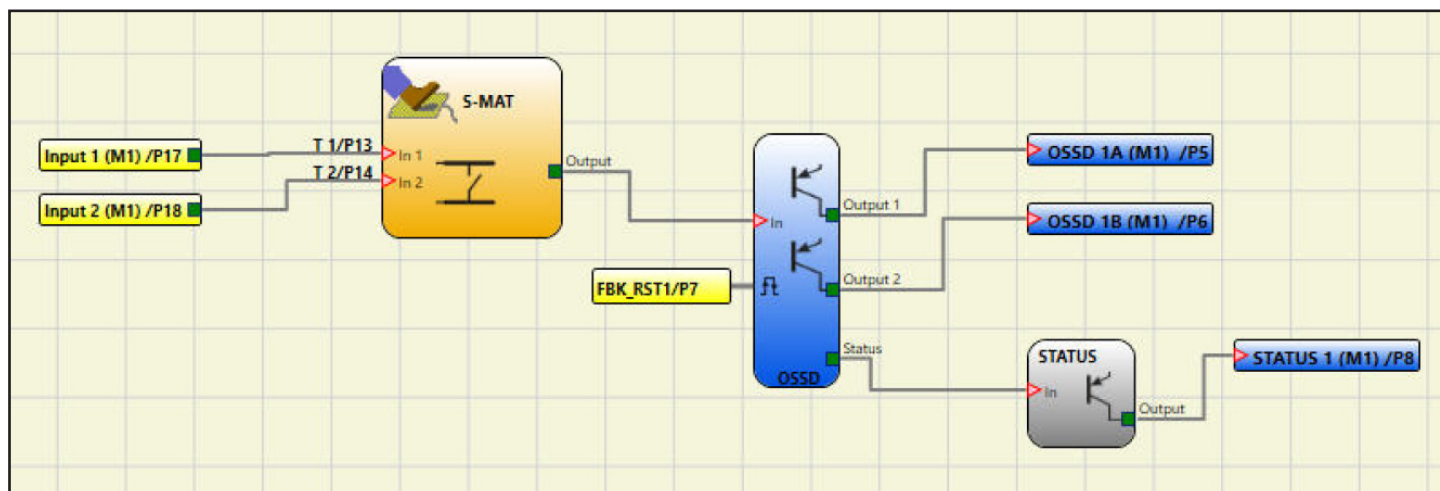 S-MAT
Input 1 (M1) /P17
T 1/P13
In 1
Input 2 (M1) /P18
T 2/P14
In 2
Output
OSSD 1A (M1) /P5
Output 1
In
OSSD 1B (M1) /P6
FBK_RST1/P7
Output 2
Status
OSSD
STATUS
STATUS 1 (M1) /P8
In
Output